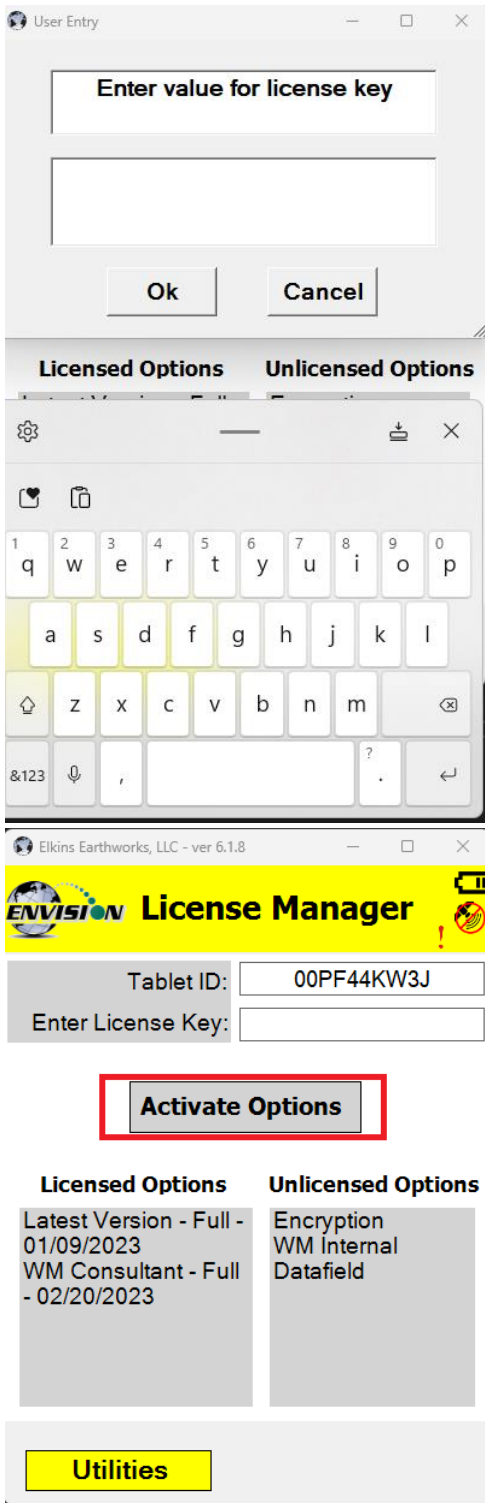 User Entry
Enter value for license key
Ok Cancel
Licensed Options Unlicensed Options
1 2 3 4 5 6 7 8 9 0
q w e r t y u i o p
a s d f g h j k l
z x c v b n m
?
&123 , .
Elkins Earthworks, LLC - ver 6.1.8
ENVISION License Manager !
Tablet ID: 00PF44KW3J
Enter License Key:
Activate Options
Licensed Options Unlicensed Options
Latest Version - Full - Encryption
01/09/2023 WM Internal
WM Consultant - Full Datafield
- 02/20/2023
Utilities